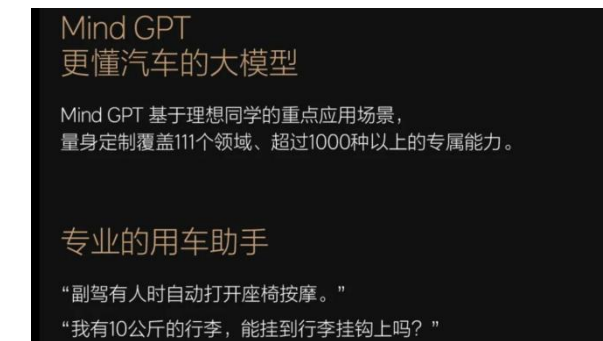 Mind GPT
更懂汽车的大模型
Mind GPT 基于理想同学的重点应用场景，
量身定制覆盖111个领域、超过1000种以上的专属能力。
专业的用车助手
“副驾有人时自动打开座椅按摩。”
“我有10公斤的行李，能挂到行李挂钩上吗？”